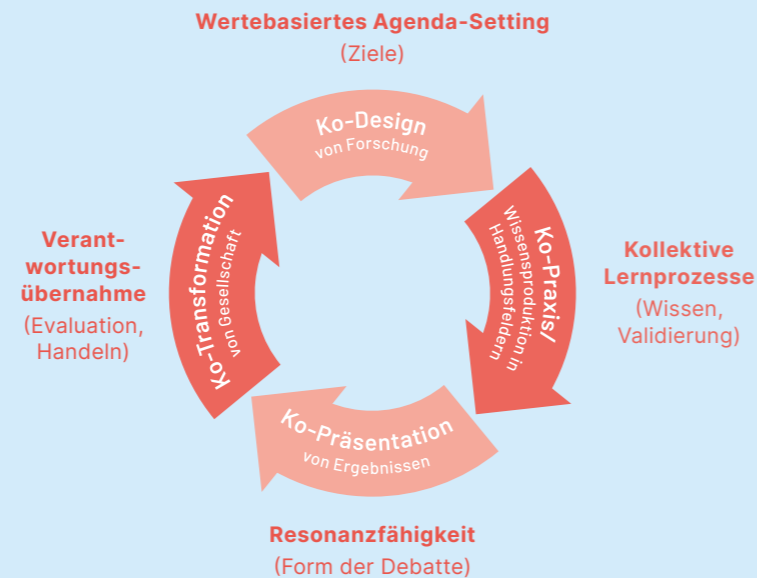 Wertebasiertes Agenda-Setting
(Ziele)
Ko-Design
von Forschung
Ko-Praxis/
Wissensproduktion in
Handlungsfeldern
Kollektive
Lernprozesse
(Wissen,
Validierung)
Ko-Präsentation
von Ergebnissen
Resonanzfähigkeit
(Form der Debatte)
Ko-Transformation
von Gesellschaft
Verant-
wortungs-
übernahme
(Evaluation,
Handeln)